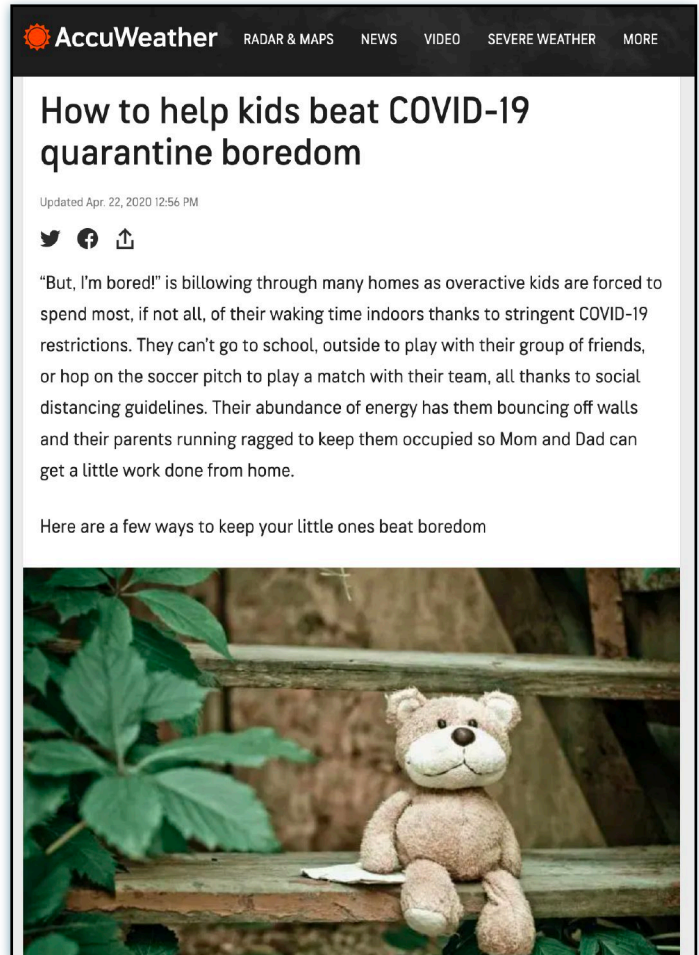 AccuWeather RADAR & MAPS NEWS VIDEO SEVERE WEATHER MORE
How to help kids beat COVID-19
quarantine boredom
Updated Apr. 22, 2020 12:56 PM
“But, I’m bored!” is billowing through many homes as overactive kids are forced to
spend most, if not all, of their waking time indoors thanks to stringent COVID-19
restrictions. They can’t go to school, outside to play with their group of friends,
or hop on the soccer pitch to play a match with their team, all thanks to social
distancing guidelines. Their abundance of energy has them bouncing off walls
and their parents running ragged to keep them occupied so Mom and Dad can
get a little work done from home.
Here are a few ways to keep your little ones beat boredom